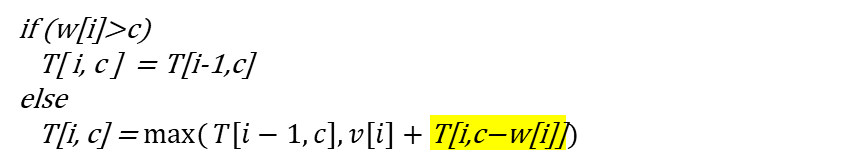 if (w[i]>c)
T[ i, c ] = T[i-1,c]
else
T[i, c] = max( T[i − 1, c], v[i] + T[i,c−w[i]])